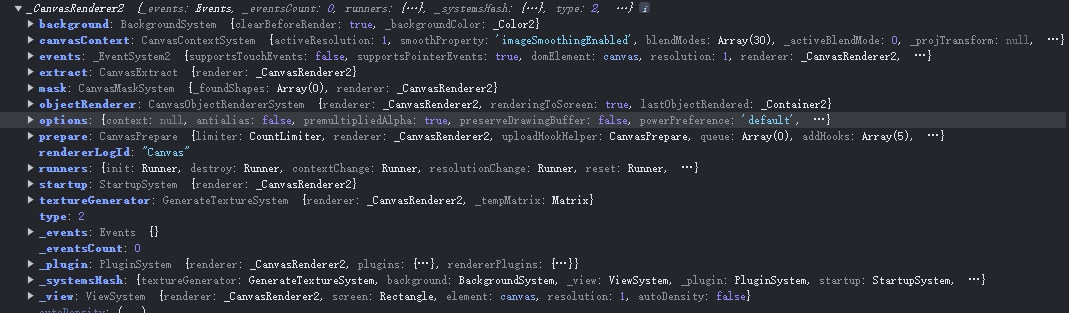 ▼ _CanvasRenderer2 {_events: Events, _eventsCount: 0, runners: {…}, _systemsHash: {…}, type: 2, …} i
▶ background: BackgroundSystem {clearBeforeRender: true, _backgroundColor: _Color2}
▶ canvasContext: CanvasContextSystem {activeResolution: 1, smoothProperty: 'imageSmoothingEnabled', blendModes: Array(30), _activeBlendMode: 0, _projTransform: null, …}
▶ events: _EventSystem2 {supportsTouchEvents: false, supportsPointerEvents: true, domElement: canvas, resolution: 1, renderer: _CanvasRenderer2, …}
▶ extract: CanvasExtract {renderer: _CanvasRenderer2}
▶ mask: CanvasMaskSystem {_foundShapes: Array(0), renderer: _CanvasRenderer2}
▶ objectRenderer: CanvasObjectRendererSystem {renderer: _CanvasRenderer2, renderingToScreen: true, lastObjectRendered: _Container2}
▶ options: {context: null, antialias: false, premultipliedAlpha: true, preserveDrawingBuffer: false, powerPreference: 'default', …}
▶ prepare: CanvasPrepare {limiter: CountLimiter, renderer: _CanvasRenderer2, uploadHookHelper: CanvasPrepare, queue: Array(0), addHooks: Array(5), …}
rendererLogId: "Canvas"
▶ runners: {init: Runner, destroy: Runner, contextChange: Runner, resolutionChange: Runner, reset: Runner, …}
▶ startup: StartupSystem {renderer: _CanvasRenderer2}
▶ textureGenerator: GenerateTextureSystem {renderer: _CanvasRenderer2, _tempMatrix: Matrix}
type: 2
▶ _events: Events {}
_eventsCount: 0
▶ _plugin: PluginSystem {renderer: _CanvasRenderer2, plugins: {…}, rendererPlugins: {…}}
▶ _systemsHash: {textureGenerator: GenerateTextureSystem, background: BackgroundSystem, _view: ViewSystem, _plugin: PluginSystem, startup: StartupSystem, …}
▶ _view: ViewSystem {renderer: _CanvasRenderer2, screen: Rectangle, element: canvas, resolution: 1, autoDensity: false}
autoDensity: (...)